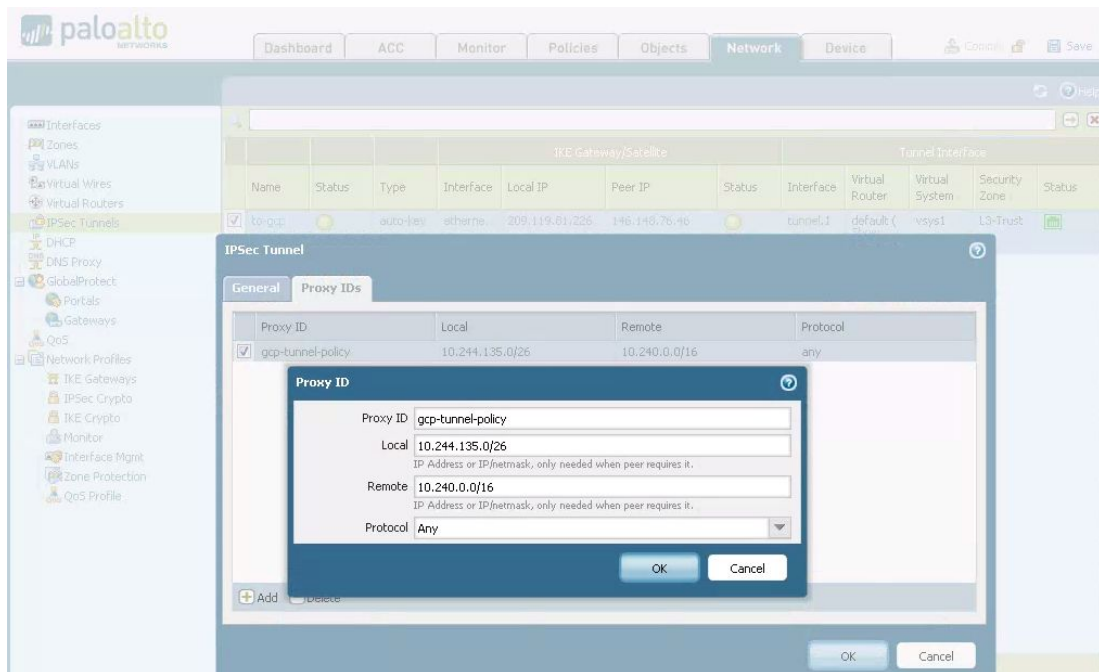 paloalto
NETWORKS
Dashboard ACC Monitor Policies Objects Network Device Commit Save
Help
Interfaces
Zones
VLANs
Virtual Wires
Virtual Routers
IPSec Tunnels
DHCP
DNS Proxy
GlobalProtect
Portals
Gateways
QoS
Network Profiles
IKE Gateways
IPSec Crypto
IKE Crypto
Monitor
Interface Mgmt
Zone Protection
QoS Profile
IKE Gateway/Satellite Tunnel Interface
Name Status Type Interface Local IP Peer IP Status Interface Virtual Router Virtual System Security Zone Status
to-gcp auto-key etherne... 209.119.81.226 146.148.76.46 tunnel.1 default ( vsys1 L3-Trust
IPSec Tunnel
General Proxy IDs
Proxy ID Local Remote Protocol
gcp-tunnel-policy 10.244.135.0/26 10.240.0.0/16 any
Proxy ID
Proxy ID gcp-tunnel-policy
Local 10.244.135.0/26
IP Address or IP/netmask, only needed when peer requires it.
Remote 10.240.0.0/16
IP Address or IP/netmask, only needed when peer requires it.
Protocol Any
OK Cancel
Add Delete
OK Cancel